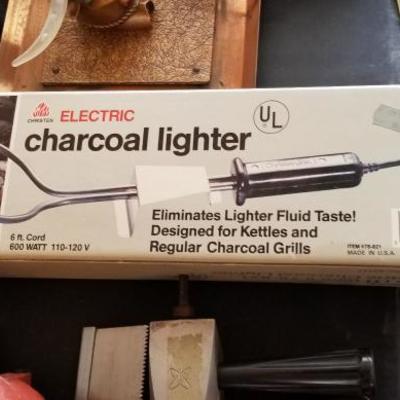 ELECTRIC
charcoal lighter
UL
Eliminates Lighter Fluid Taste!
Designed for Kettles and
Regular Charcoal Grills
6 ft. Cord
600 WATT 110-120 V
MADE IN U.S.A.